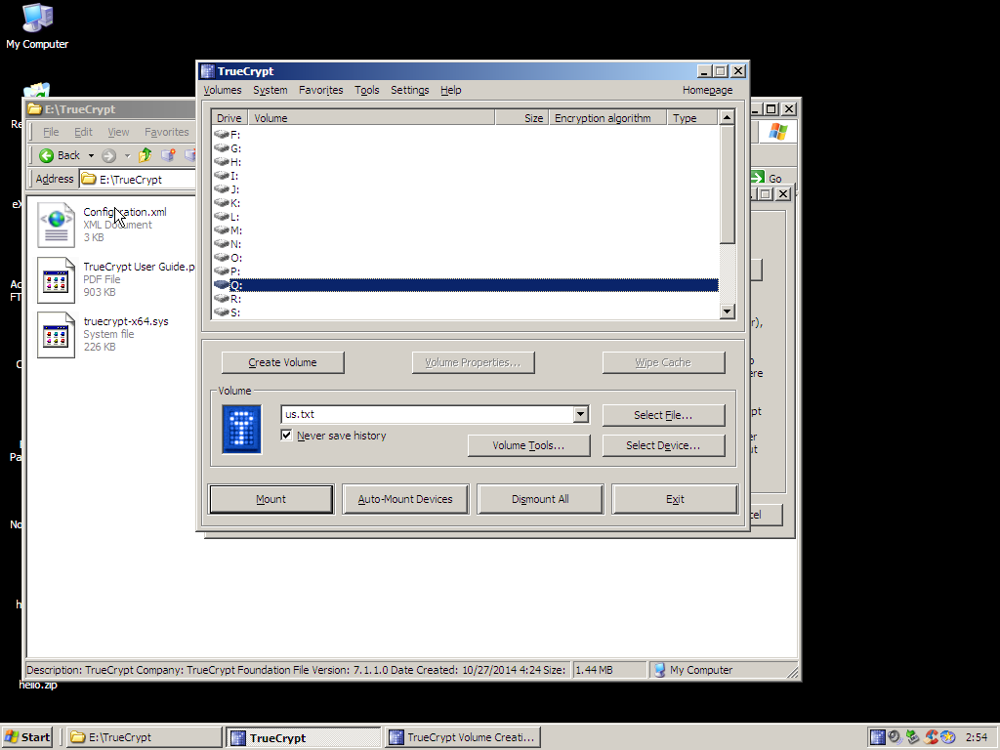 My Computer
E:\TrueCrypt
File Edit View Favorites
Back
Address E:\TrueCrypt
Go
Configuration.xml
XML Document
3 KB
TrueCrypt User Guide.p
PDF File
903 KB
truecrypt-x64.sys
System file
226 KB
TrueCrypt
Volumes System Favorites Tools Settings Help Homepage
Drive Volume Size Encryption algorithm Type
F:
G:
H:
I:
J:
K:
L:
M:
N:
O:
P:
Q:
R:
S:
Create Volume Volume Properties... Wipe Cache
Volume
us.txt Select File...
Never save history
Volume Tools... Select Device...
Mount Auto-Mount Devices Dismount All Exit
Description: TrueCrypt Company: TrueCrypt Foundation File Version: 7.1.1.0 Date Created: 10/27/2014 4:24 Size: 1.44 MB My Computer
hello.zip
Start E:\TrueCrypt TrueCrypt TrueCrypt Volume Creati... 2:54